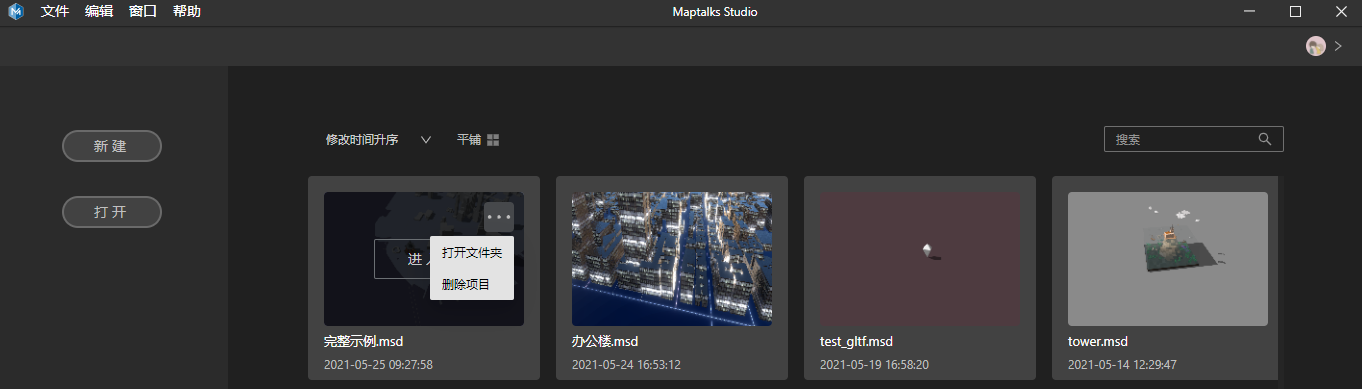 文件 编辑 窗口 帮助 Maptalks Studio
新建
打开
修改时间升序 平铺 搜索
进
打开文件夹
删除项目
完整示例.msd 办公楼.msd test_gltf.msd tower.msd
2021-05-25 09:27:58 2021-05-24 16:53:12 2021-05-19 16:58:20 2021-05-14 12:29:47